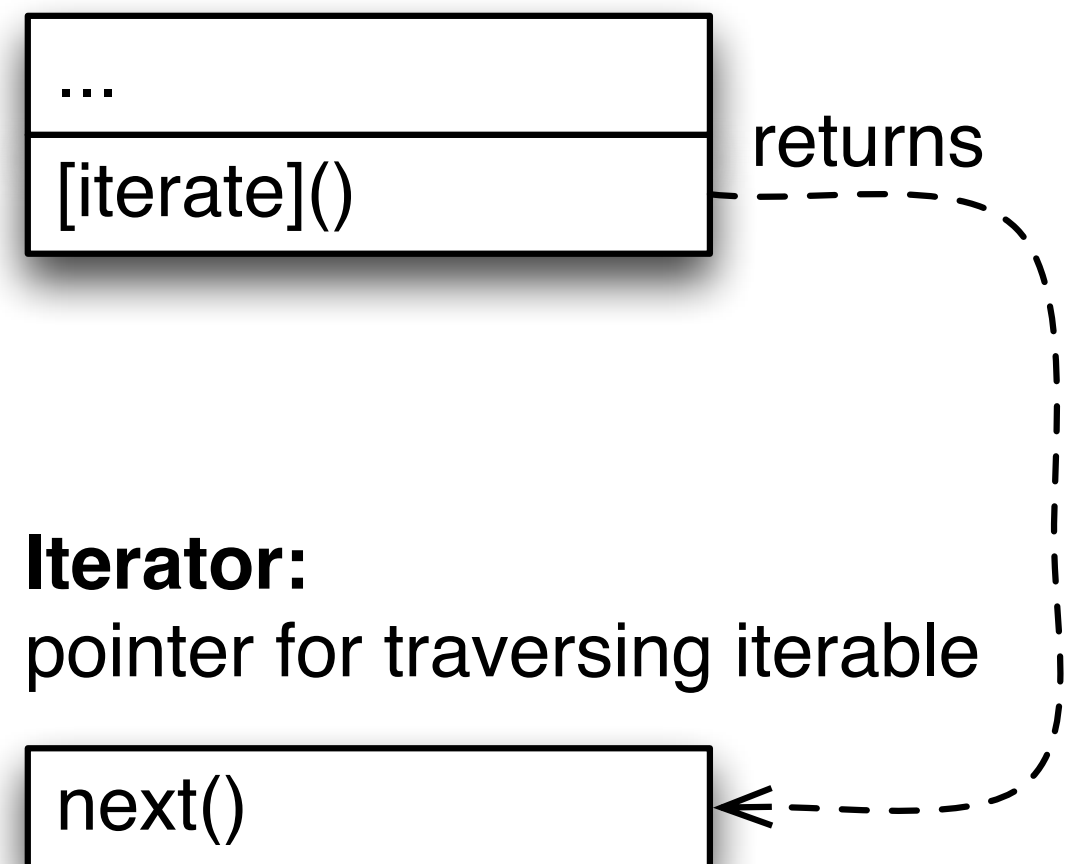 ...
[iterate]()
returns
Iterator:
pointer for traversing iterable
next()